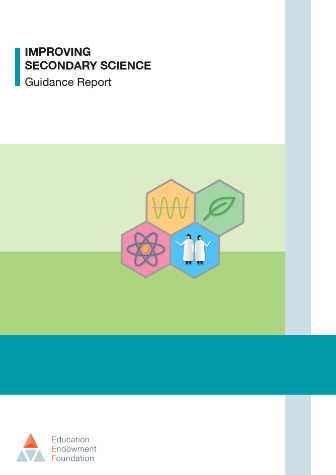 IMPROVING
SECONDARY SCIENCE
Guidance Report
Education
Endowment
Foundation